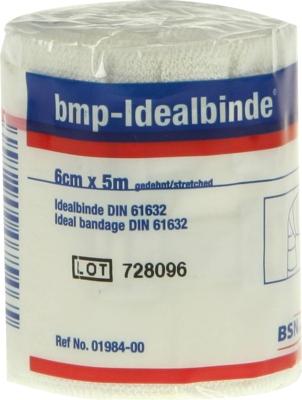 bmp-Idealbinde®
6cm x 5m gedehnt/stretched
Idealbinde DIN 61632
Ideal bandage DIN 61632
LOT 728096
Ref No. 01984-00
BSN